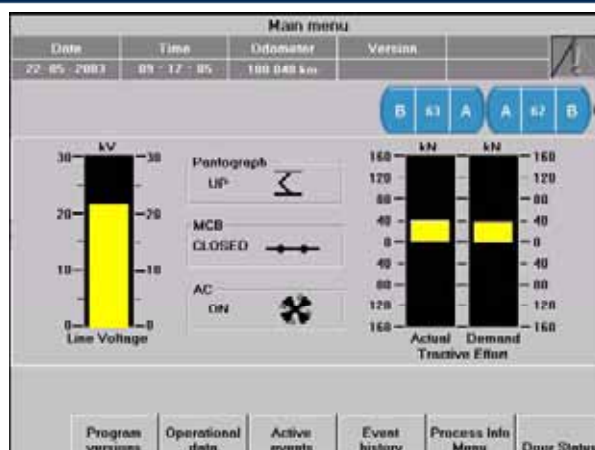 Main menu
Date Time Odometer Version
22-05-2003 09-12-05 100 040 km
B 63 A A 62 B
kV kN kN
30 30 Pantograph 160 160
UP 120 120
80 80
20 20 MCB 40 40
CLOSED 0 0
40 40
10 10 AC 80 80
ON 120 120
0 0 160 160
Line Voltage Actual Demand
Tractive Effort
Program Operational Active Event Process Info Door Status
versions data events history Menu